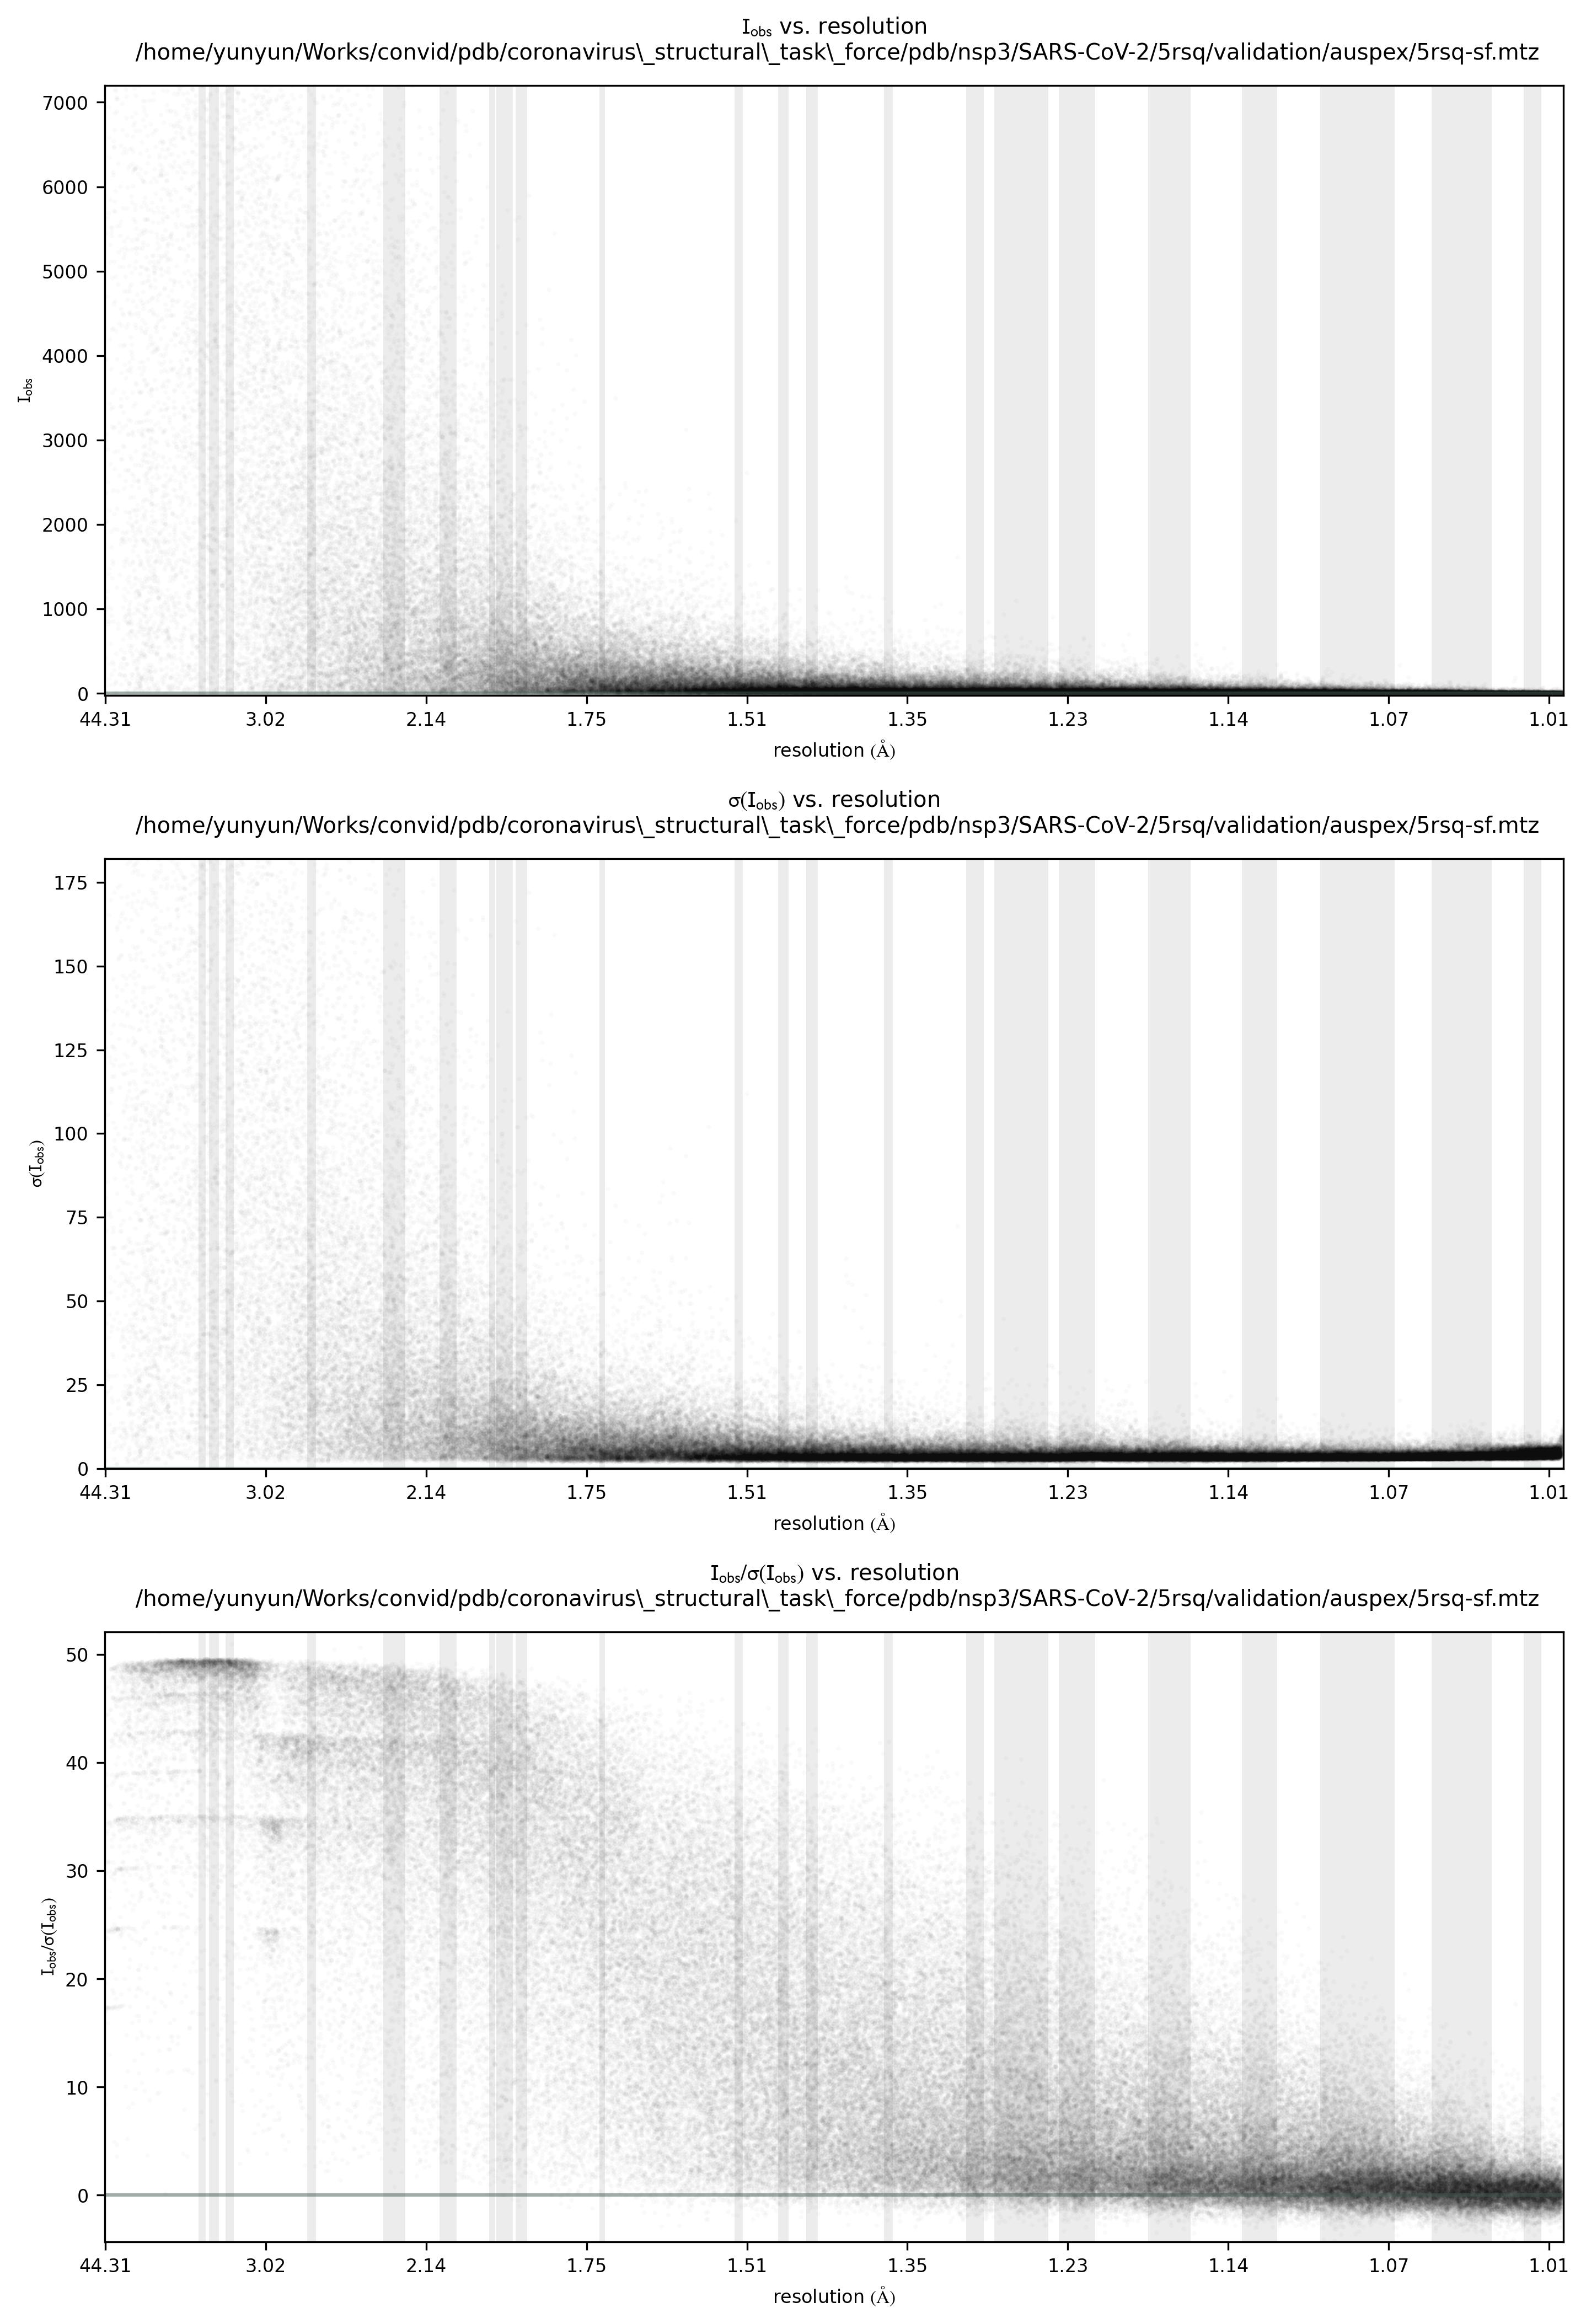 Iobs vs. resolution
/home/yunyun/Works/convid/pdb/coronavirus\_structural\_task\_force/pdb/nsp3/SARS-CoV-2/5rsq/validation/auspex/5rsq-sf.mtz
7000
6000
5000
4000
3000
2000
1000
0
Iobs
44.31 3.02 2.14 1.75 1.51 1.35 1.23 1.14 1.07 1.01
resolution (Å)
σ(Iobs) vs. resolution
/home/yunyun/Works/convid/pdb/coronavirus\_structural\_task\_force/pdb/nsp3/SARS-CoV-2/5rsq/validation/auspex/5rsq-sf.mtz
175
150
125
100
75
50
25
0
σ(Iobs)
44.31 3.02 2.14 1.75 1.51 1.35 1.23 1.14 1.07 1.01
resolution (Å)
Iobs/σ(Iobs) vs. resolution
/home/yunyun/Works/convid/pdb/coronavirus\_structural\_task\_force/pdb/nsp3/SARS-CoV-2/5rsq/validation/auspex/5rsq-sf.mtz
50
40
30
20
10
0
Iobs/σ(Iobs)
44.31 3.02 2.14 1.75 1.51 1.35 1.23 1.14 1.07 1.01
resolution (Å)